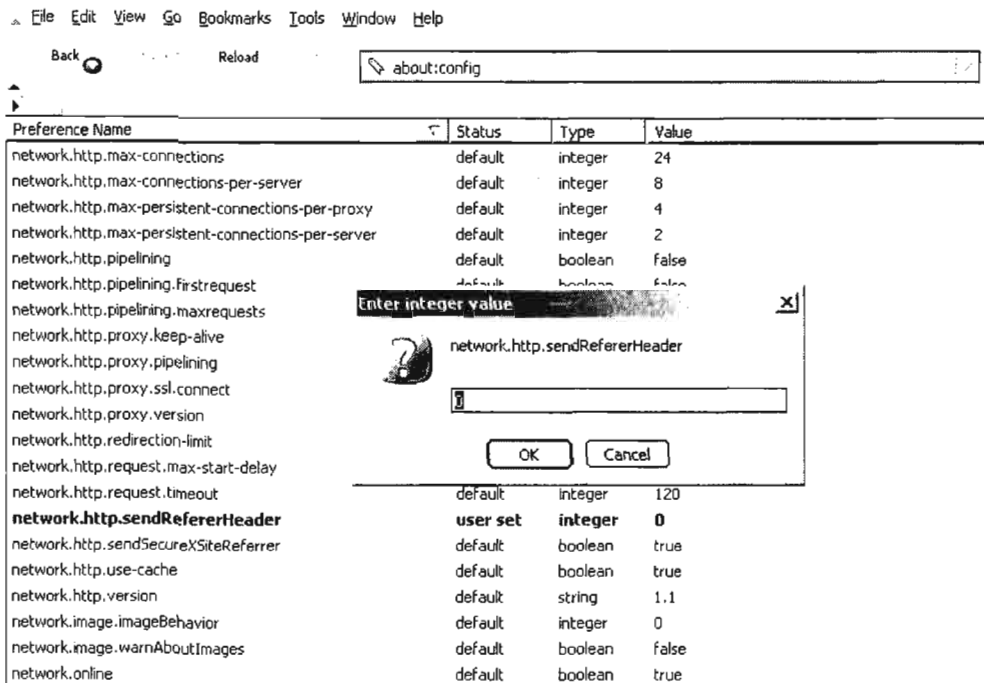 File Edit View Go Bookmarks Tools Window Help
Back Reload about:config
Preference Name Status Type Value
network.http.max-connections default integer 24
network.http.max-connections-per-server default integer 8
network.http.max-persistent-connections-per-proxy default integer 4
network.http.max-persistent-connections-per-server default integer 2
network.http.pipelining default boolean false
network.http.pipelining.firstrequest default boolean false
network.http.pipelining.maxrequests
network.http.proxy.keep-alive
network.http.proxy.pipelining
network.http.proxy.ssl.connect
network.http.proxy.version
network.http.redirection-limit
network.http.request.max-start-delay
network.http.request.timeout default integer 120
network.http.sendRefererHeader user set integer 0
network.http.sendSecureXSiteReferrer default boolean true
network.http.use-cache default boolean true
network.http.version default string 1.1
network.image.imageBehavior default integer 0
network.image.warnAboutImages default boolean false
network.online default boolean true
Enter integer value
network.http.sendRefererHeader
0
OK Cancel